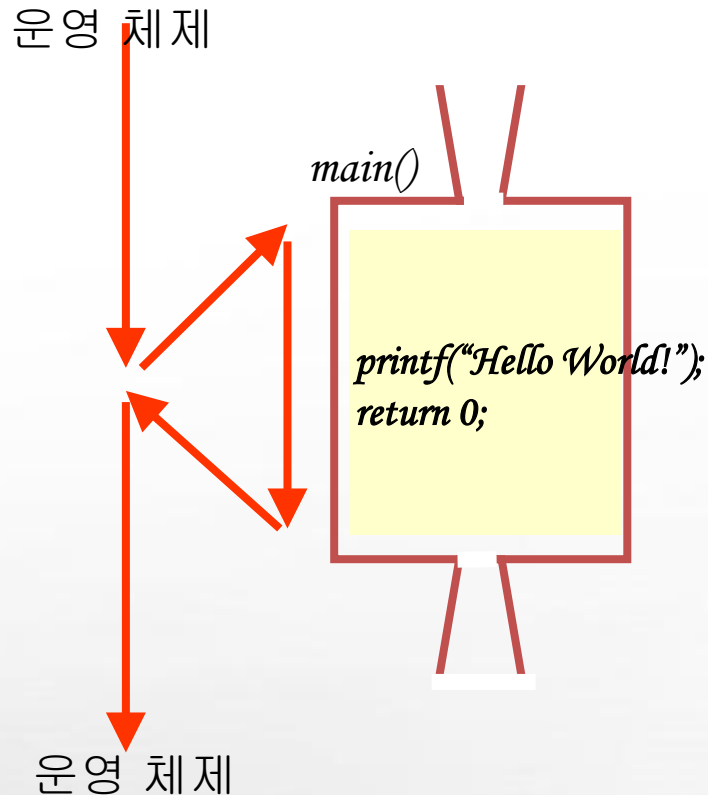 운영 체제
main()
printf(“Hello World!”);
return 0;
운영 체제